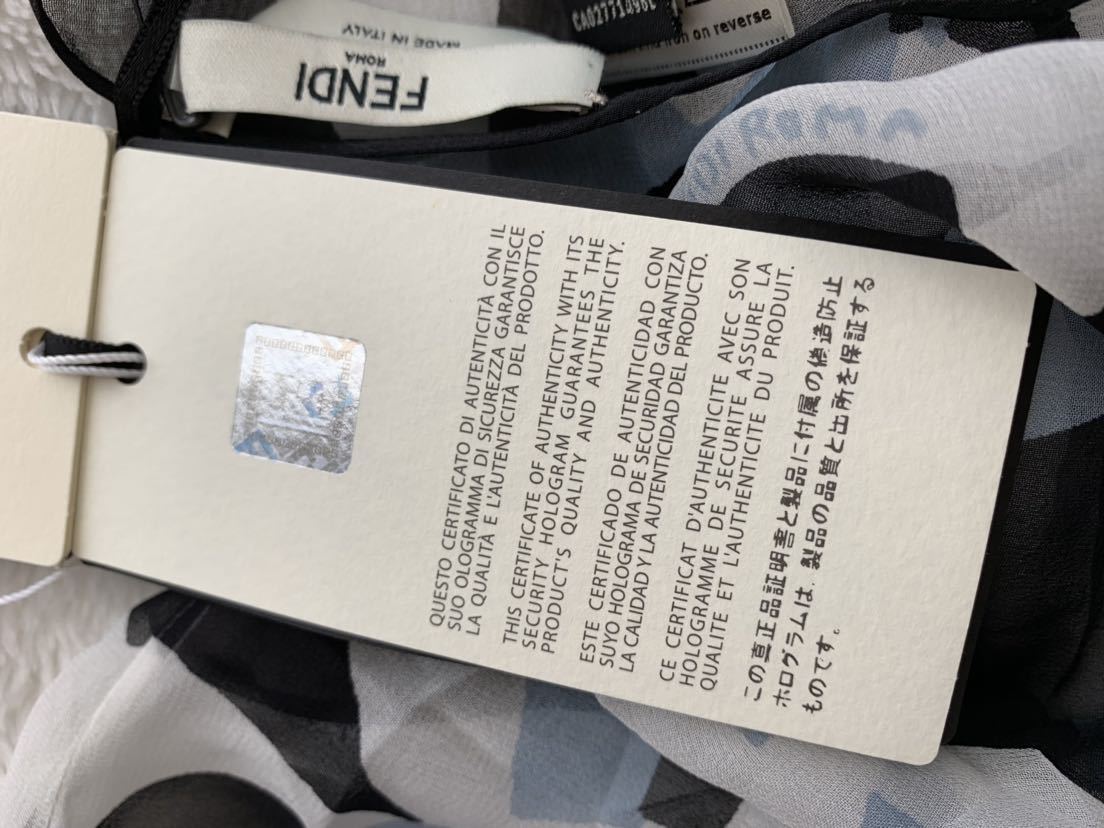 FENDI
ROMA
MADE IN ITALY
iron on reverse
DI ROMA
QUESTO CERTIFICATO DI AUTENTICITÀ CON IL
SUO OLOGRAMMA DI SICUREZZA GARANTISCE
LA QUALITÀ E L'AUTENTICITÀ DEL PRODOTTO.
THIS CERTIFICATE OF AUTHENTICITY WITH ITS
SECURITY HOLOGRAM GUARANTEES THE
PRODUCT'S QUALITY AND AUTHENTICITY.
ESTE CERTIFICADO DE AUTENTICIDAD CON
SUYO HOLOGRAMA DE SECURIDAD GARANTIZA
LA CALIDAD Y LA AUTENTICIDAD DEL PRODUCTO.
CE CERTIFICAT D'AUTHENTICITE AVEC SON
HOLOGRAMME DE SECURITE ASSURE LA
QUALITE ET L'AUTHENTICITE DU PRODUIT.
この直正品証明書と製品に付属の偽造防止
ホログラムは、製品の品質と出所を保証する
ものです。